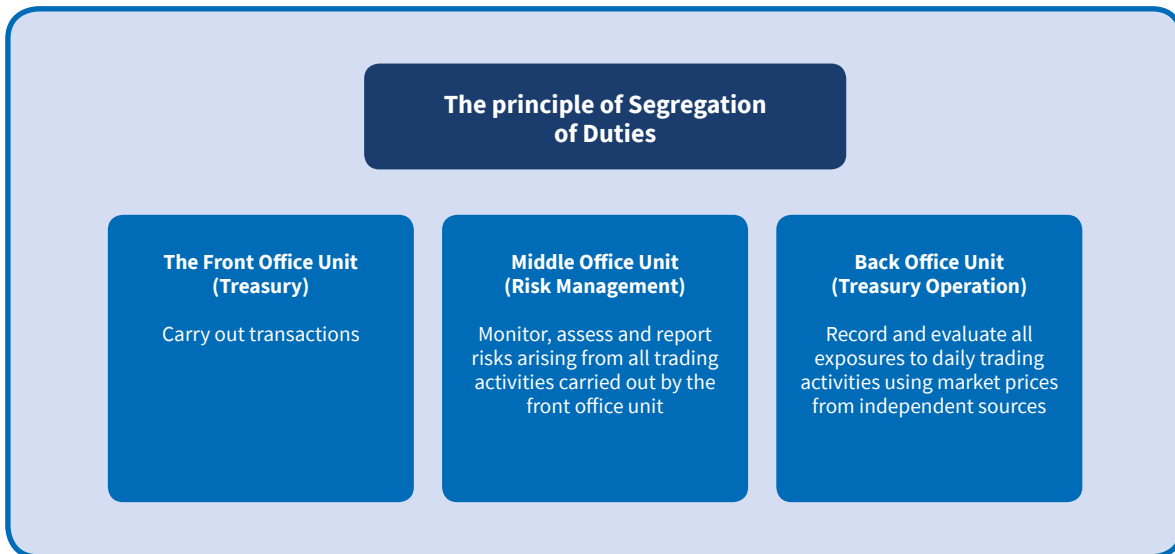 The principle of Segregation
of Duties
The Front Office Unit
(Treasury)
Carry out transactions
Middle Office Unit
(Risk Management)
Monitor, assess and report
risks arising from all trading
activities carried out by the
front office unit
Back Office Unit
(Treasury Operation)
Record and evaluate all
exposures to daily trading
activities using market prices
from independent sources